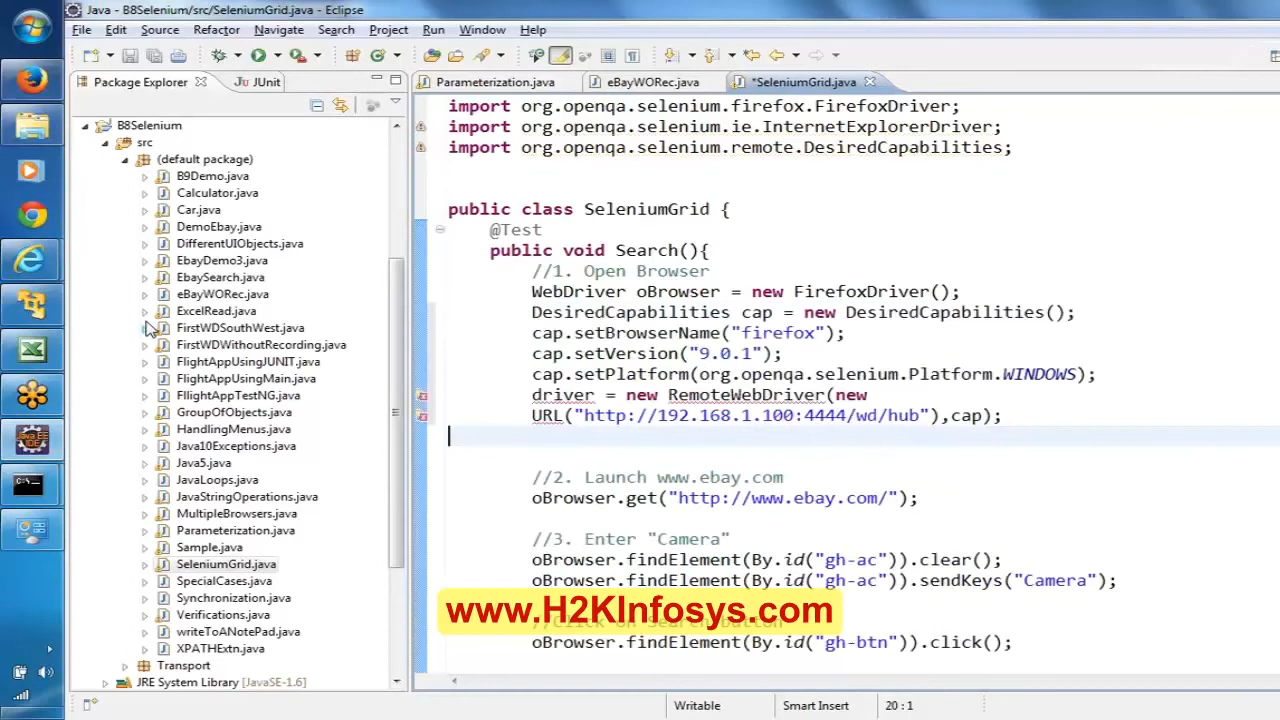 Java - B8Selenium/src/SeleniumGrid.java - Eclipse
File Edit Source Refactor Navigate Search Project Run Window Help
Package Explorer JUnit
B8Selenium
src
(default package)
B9Demo.java
Calculator.java
Car.java
DemoEbay.java
DifferentUIObjects.java
EbayDemo3.java
EbaySearch.java
eBayWORec.java
ExcelRead.java
FirstWDSouthWest.java
FirstWDWithoutRecording.java
FlightAppUsingJUNIT.java
FlightAppUsingMain.java
FllightAppTestNG.java
GroupOfObjects.java
HandlingMenus.java
Java10Exceptions.java
Java5.java
JavaLoops.java
JavaStringOperations.java
MultipleBrowsers.java
Parameterization.java
Sample.java
SeleniumGrid.java
SpecialCases.java
Synchronization.java
Verifications.java
writeToANotePad.java
XPATHExtn.java
Transport
JRE System Library [JavaSE-1.6]
Parameterization.java eBayWORec.java *SeleniumGrid.java
import org.openqa.selenium.firefox.FirefoxDriver;
import org.openqa.selenium.ie.InternetExplorerDriver;
import org.openqa.selenium.remote.DesiredCapabilities;
public class SeleniumGrid {
@Test
public void Search(){
//1. Open Browser
WebDriver oBrowser = new FirefoxDriver();
DesiredCapabilities cap = new DesiredCapabilities();
cap.setBrowserName("firefox");
cap.setVersion("9.0.1");
cap.setPlatform(org.openqa.selenium.Platform.WINDOWS);
driver = new RemoteWebDriver(new
URL("http://192.168.1.100:4444/wd/hub"),cap);
//2. Launch www.ebay.com
oBrowser.get("http://www.ebay.com/");
//3. Enter "Camera"
oBrowser.findElement(By.id("gh-ac")).clear();
oBrowser.findElement(By.id("gh-ac")).sendKeys("Camera");
www.H2KInfosys.com
//Click on Search Button
oBrowser.findElement(By.id("gh-btn")).click();
Writable Smart Insert 20 : 1